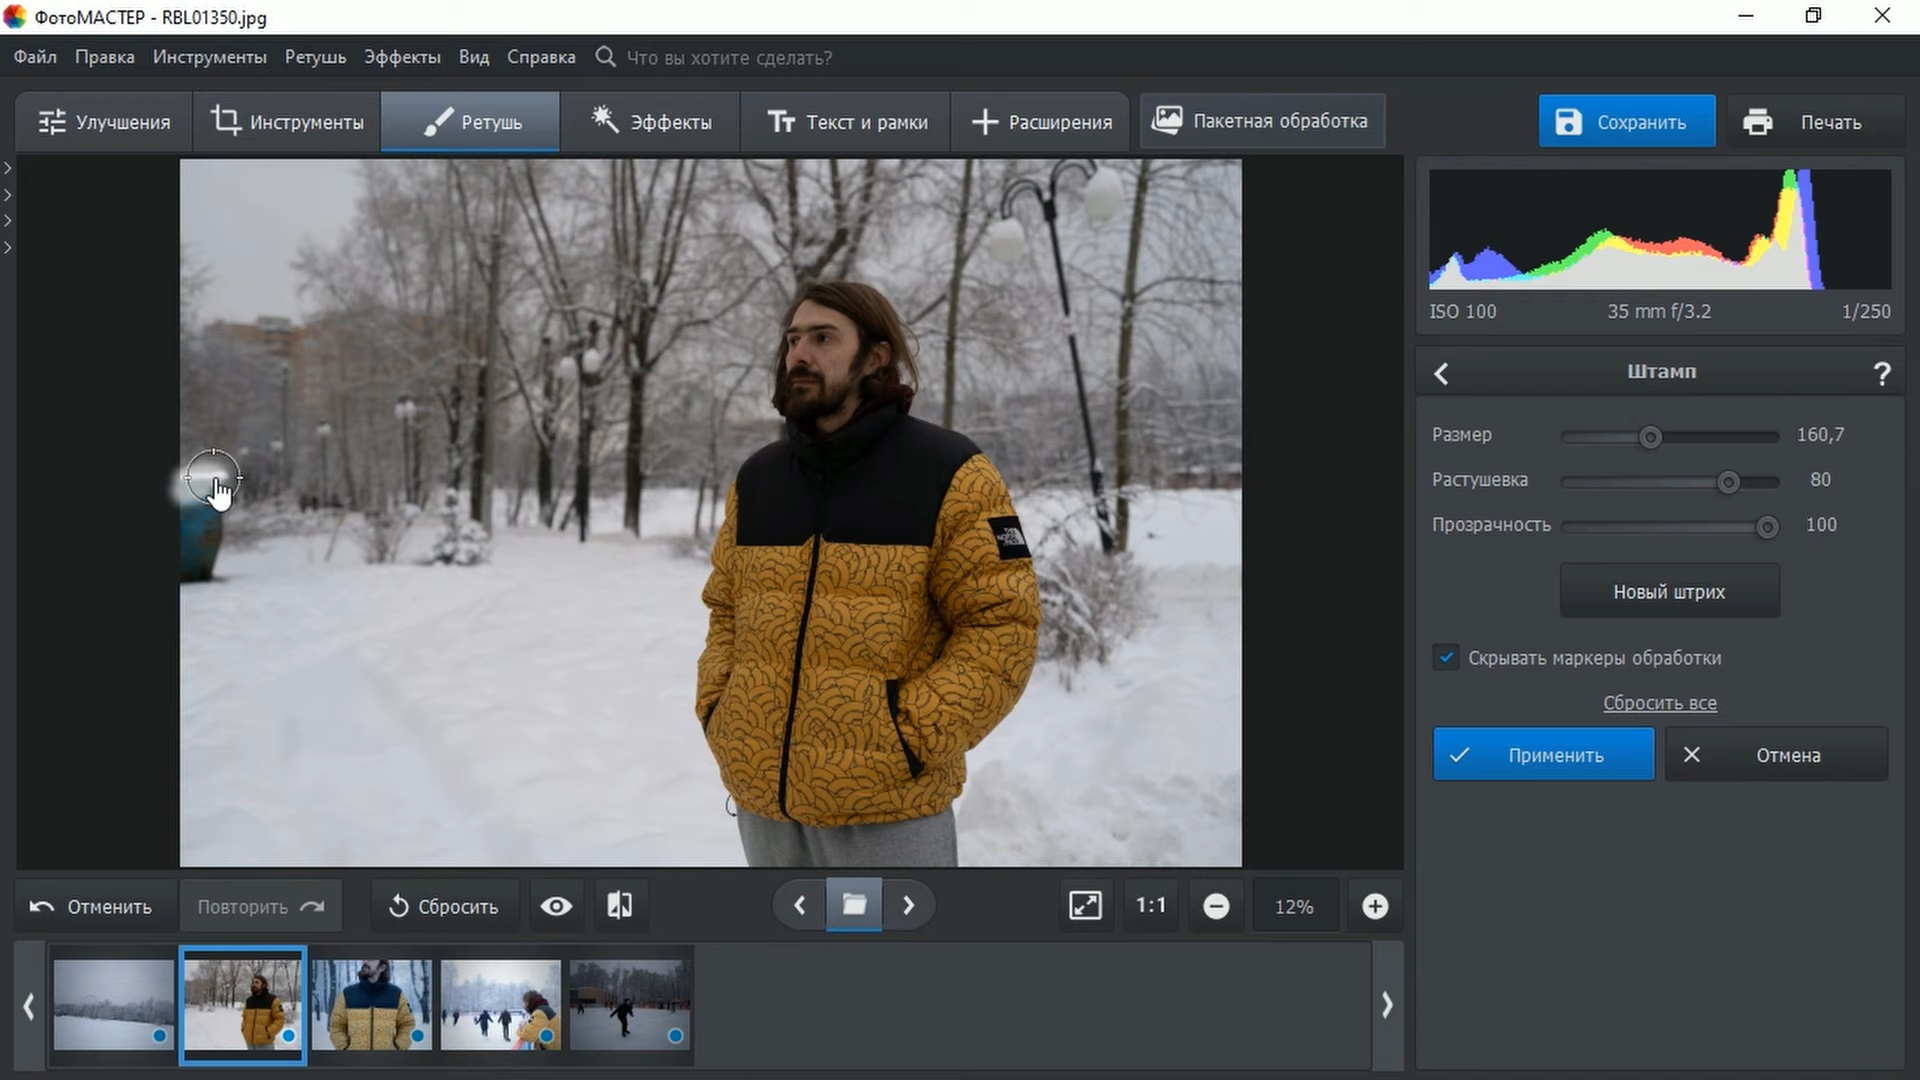 ФотоМАСТЕР - RBL01350.jpg
Файл Правка Инструменты Ретушь Эффекты Вид Справка Что вы хотите сделать?
Улучшения Инструменты Ретушь Эффекты Текст и рамки Расширения Пакетная обработка Сохранить Печать
ISO 100 35 mm f/3.2 1/250
Штамп ?
Размер 160,7
Растушевка 80
Прозрачность 100
Новый штрих
Скрывать маркеры обработки
Сбросить все
Применить Отмена
Отменить Повторить Сбросить 1:1 12%